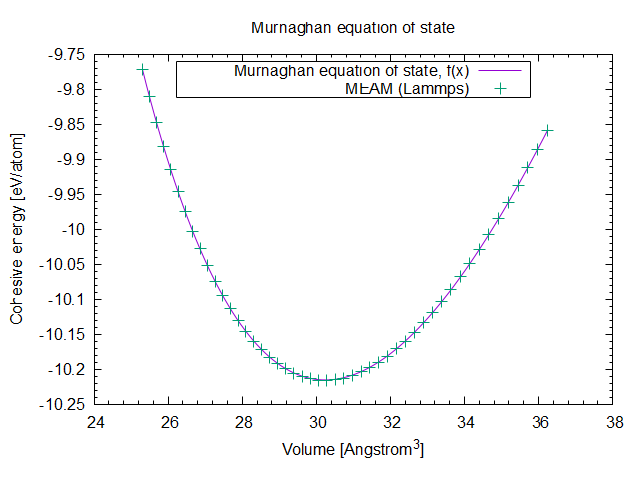 Murnaghan equation of state
-9.75
Murnaghan equation of state, f(x)
MEAM (Lammps)
-9.8
-9.85
-9.9
-9.95
-10
-10.05
-10.1
-10.15
-10.2
-10.25
Cohesive energy [eV/atom]
24 26 28 30 32 34 36 38
Volume [Angstrom³]